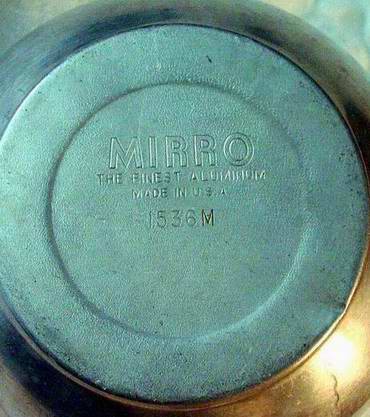 MIRRO
THE FINEST ALUMINUM
MADE IN U.S.A
1536M